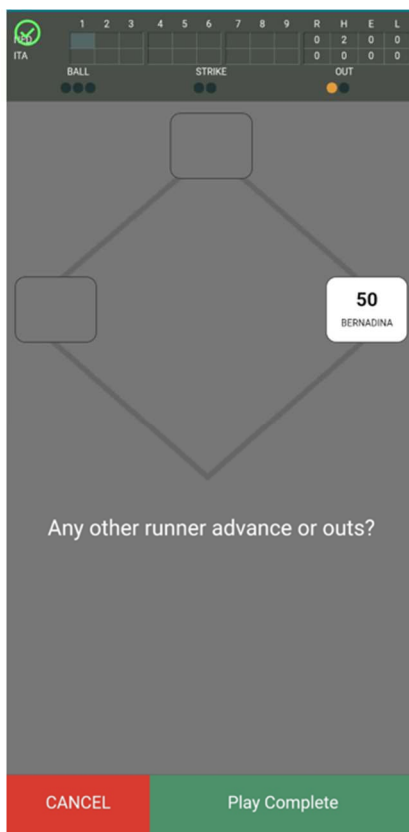 1 2 3 4 5 6 7 8 9 R H E L
0 2 0 0
ITA 0 0 0 0
BALL STRIKE OUT
50
BERNADINA
Any other runner advance or outs?
CANCEL Play Complete